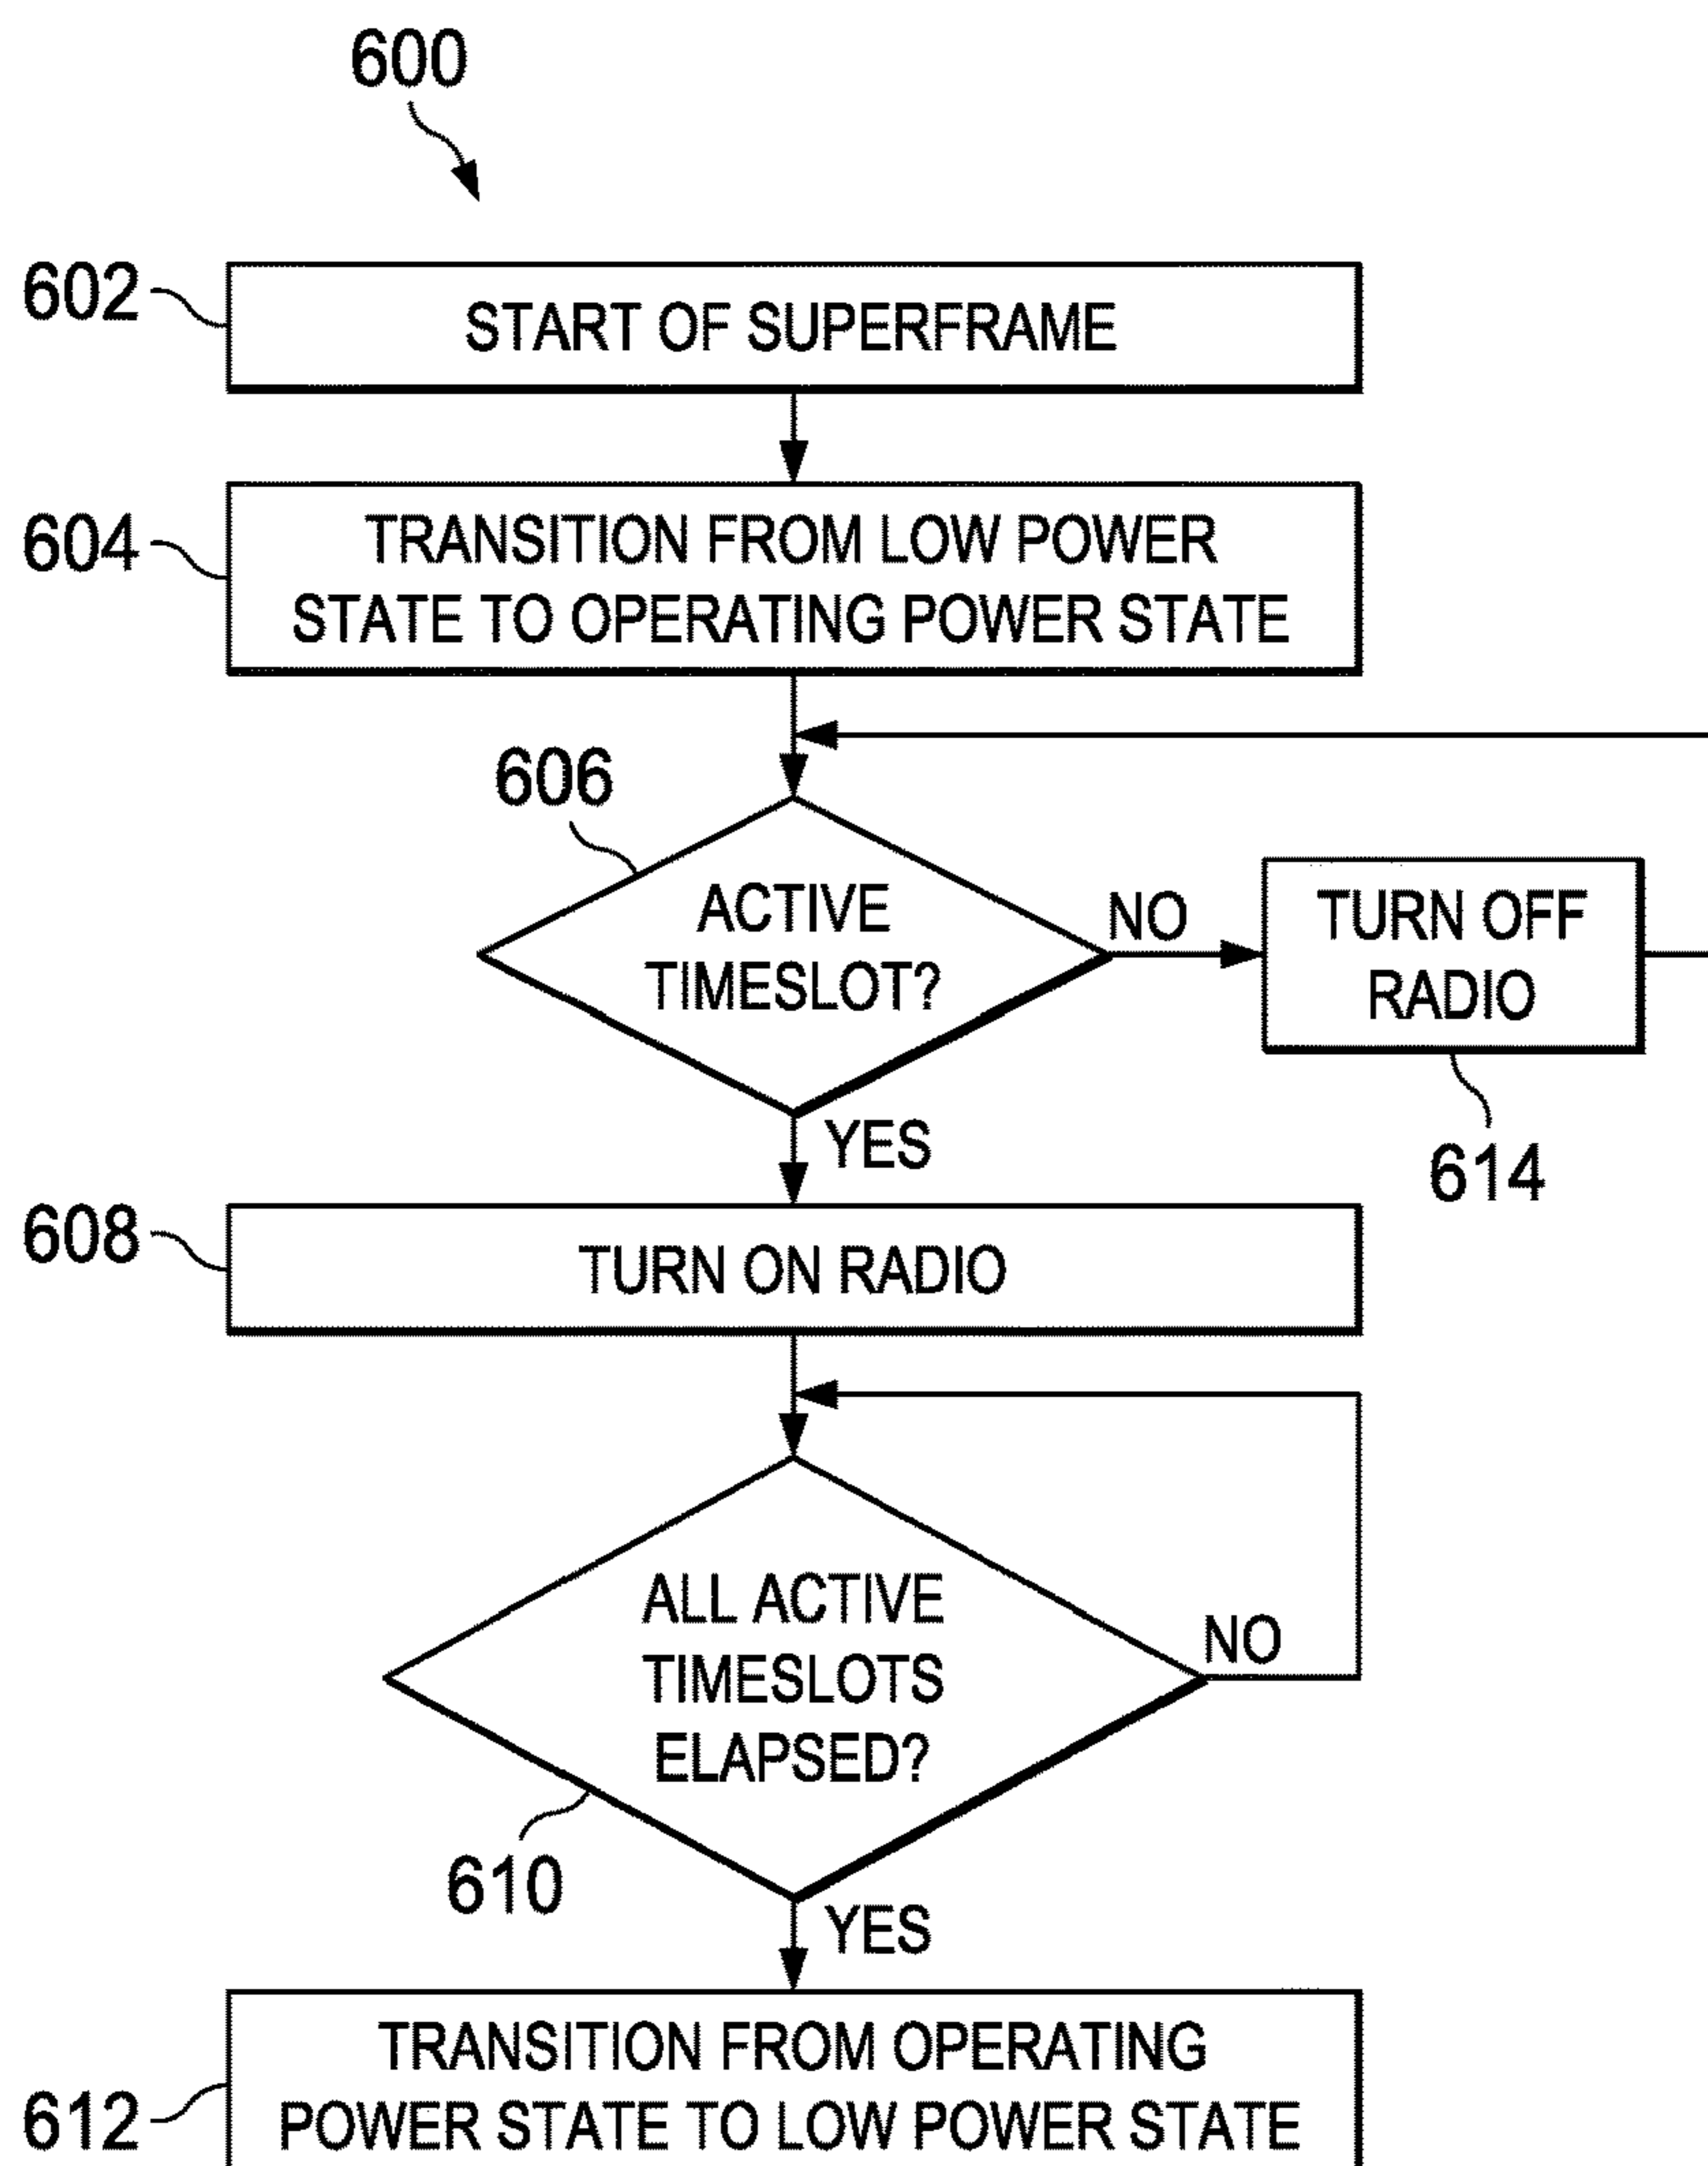 600
602
START OF SUPERFRAME
604
TRANSITION FROM LOW POWER
STATE TO OPERATING POWER STATE
606
ACTIVE
TIMESLOT?
NO
TURN OFF
RADIO
614
YES
608
TURN ON RADIO
ALL ACTIVE
TIMESLOTS
ELAPSED?
NO
610
YES
612
TRANSITION FROM OPERATING
POWER STATE TO LOW POWER STATE